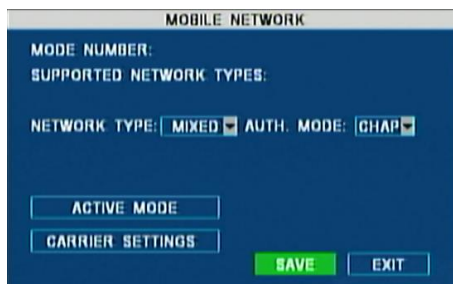 MOBILE NETWORK
MODE NUMBER:
SUPPORTED NETWORK TYPES:
NETWORK TYPE: MIXED AUTH. MODE: CHAP
ACTIVE MODE
CARRIER SETTINGS
SAVE EXIT